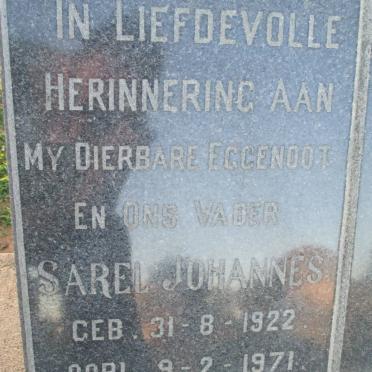 IN LIEFDEVOLLE
HERINNERING AAN
MY DIERBARE EGGENOOT
EN ONS VADER
SAREL JOHANNES
GEB. 31-8-1922
OORL. 9-2-1971